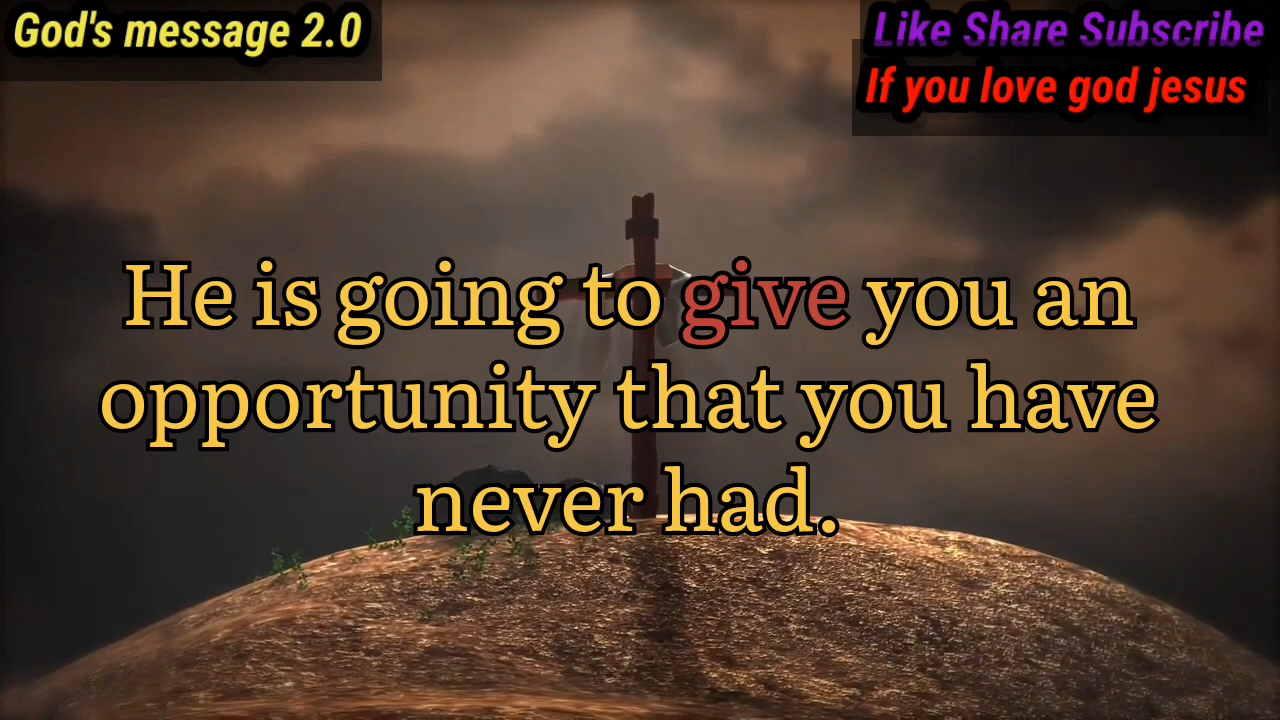 God's message 2.0
Like Share Subscribe
If you love god jesus
He is going to give you an
opportunity that you have
never had.